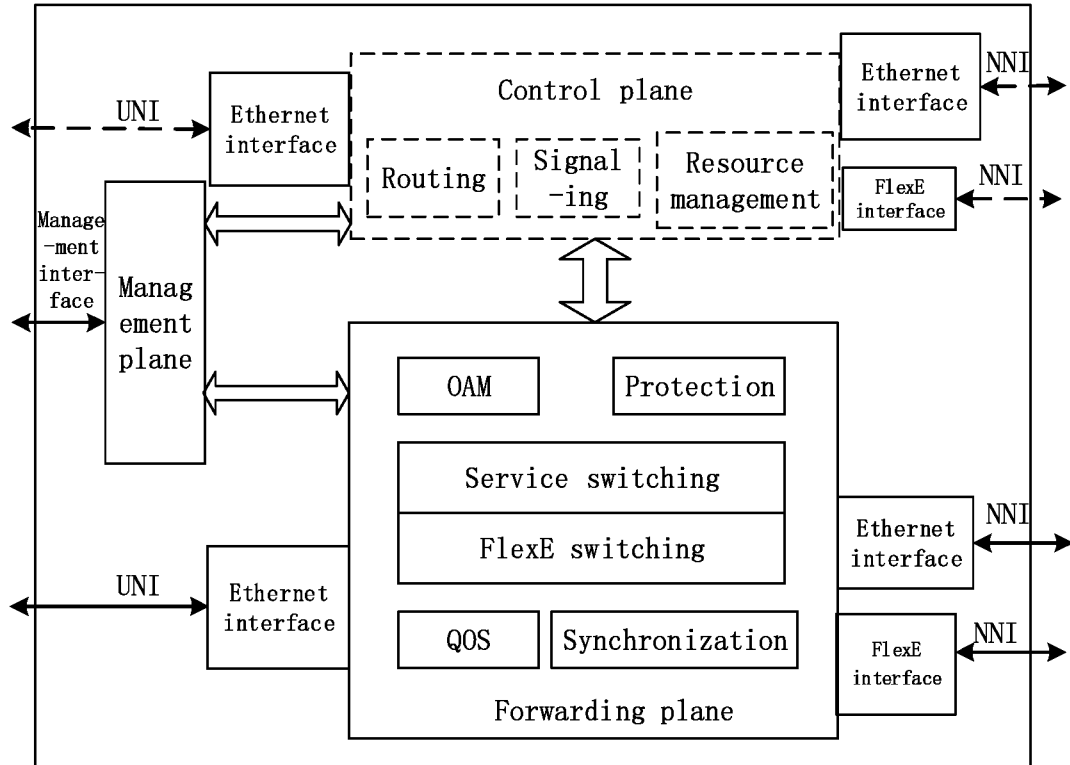 UNI
Ethernet
interface
Control plane
Routing
Signal
-ing
Resource
management
Ethernet
interface
NNI
FlexE
interface
NNI
Manage
-ment
inter-
face
Manag
ement
plane
OAM
Protection
Service switching
FlexE switching
QOS
Synchronization
Forwarding plane
UNI
Ethernet
interface
Ethernet
interface
NNI
FlexE
interface
NNI